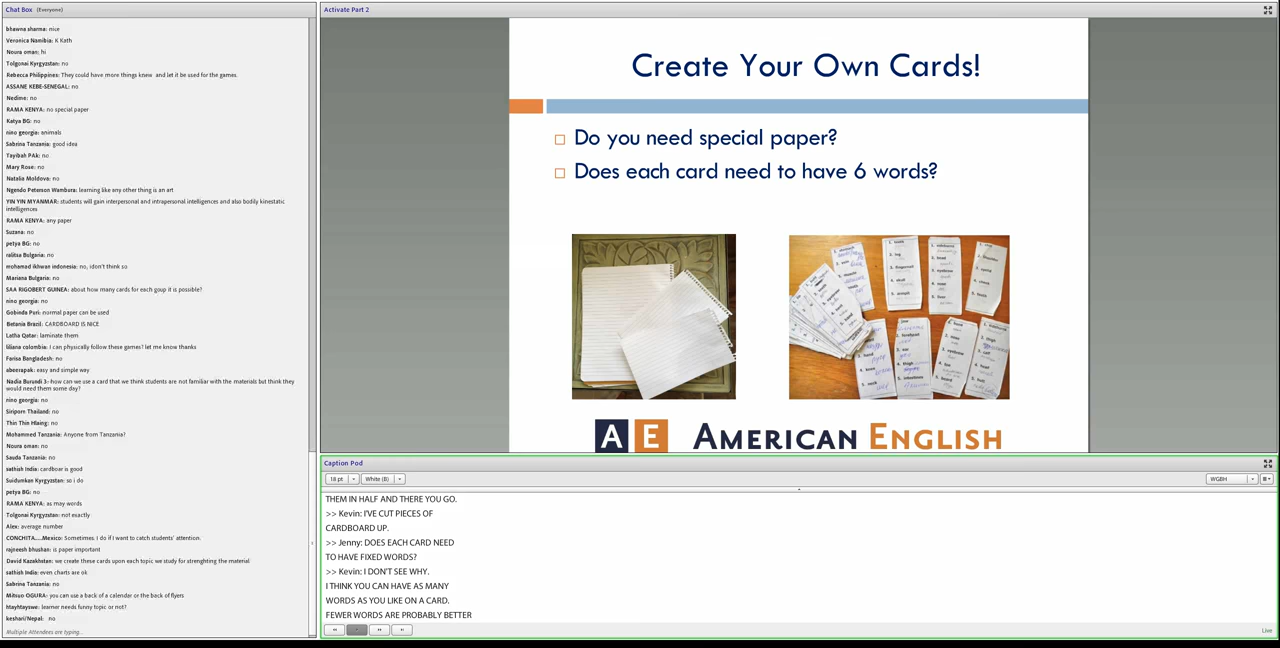 Chat Box (Everyone)
bhawna sharma: nice
Veronica Namibia: K Kath
Noura oman: hi
Tolgonai Kyrgyzstan: no
Rebecca Philippines: They could have more things knew and let it be used for the games.
ASSANE KEBE-SENEGAL: no
Nedime: no
RAMA KENYA: no special paper
Katya BG: no
nino georgia: animals
Sabrina Tanzania: good idea
Tayibah PAk: no
Mary Rose: no
Natalia Moldova: no
Ngendo Peterson Wambura: learning like any other thing is an art
YIN YIN MYANMAR: students will gain interpersonal and intrapersonal intelligences and also bodily kinestatic
intelligences
RAMA KENYA: any paper
Suzana: no
petya BG: no
ralitsa Bulgaria: no
mohamad ikhwan indonesia: no, idon't think so
Mariana Bulgaria: no
SAA RIGOBERT GUINEA: about how many cards for each goup it is possible?
nino georgia: no
Gobinda Puri: normal paper can be used
Betania Brazil: CARDBOARD IS NICE
Latha Qatar: laminate them
liliana colombia: I can physically follow these games? let me know thanks
Farisa Bangladesh: no
abeerapak: easy and simple way
Nadia Burundi 3: how can we use a card that we think students are not familiar with the materials but think they
would need them some day?
nino georgia: no
Siriporn Thailand: no
Thin Thin Hlaing: no
Mohammed Tanzania: Anyone from Tanzania?
Noura oman: no
Sauda Tanzania: no
sathish India: cardboar is good
Suidumkan Kyrgyzstan: so i do
petya BG: no
RAMA KENYA: as may words
Tolgonai Kyrgyzstan: not exactly
Alex: average number
CONCHITA.....Mexico: Sometimes. I do if I want to catch students' attention.
rajneesh bhushan: is paper important
David Kazakhstan: we create these cards upon each topic we study for strenghting the material
sathish India: even charts are ok
Sabrina Tanzania: no
Mitsuo OGURA: you can use a back of a calendar or the back of flyers
htayhtayswe: learner needs funny topic or not?
keshari/Nepal: no
Multiple Attendees are typing...
Activate Part 2
Create Your Own Cards!
Do you need special paper?
Does each card need to have 6 words?
AE AMERICAN ENGLISH
Caption Pod
18 pt
White (B)
WGBH
THEM IN HALF AND THERE YOU GO.
>> Kevin: I'VE CUT PIECES OF
CARDBOARD UP.
>> Jenny: DOES EACH CARD NEED
TO HAVE FIXED WORDS?
>> Kevin: I DON'T SEE WHY.
I THINK YOU CAN HAVE AS MANY
WORDS AS YOU LIKE ON A CARD.
FEWER WORDS ARE PROBABLY BETTER
Live